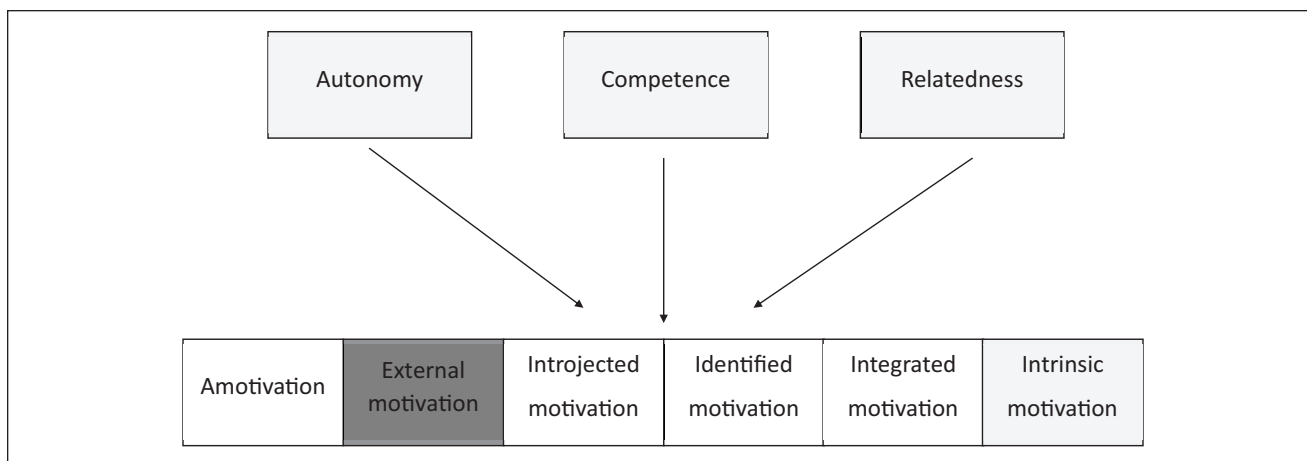 Autonomy
Competence
Relatedness
Amotivation
External
motivation
Introjected
motivation
Identified
motivation
Integrated
motivation
Intrinsic
motivation